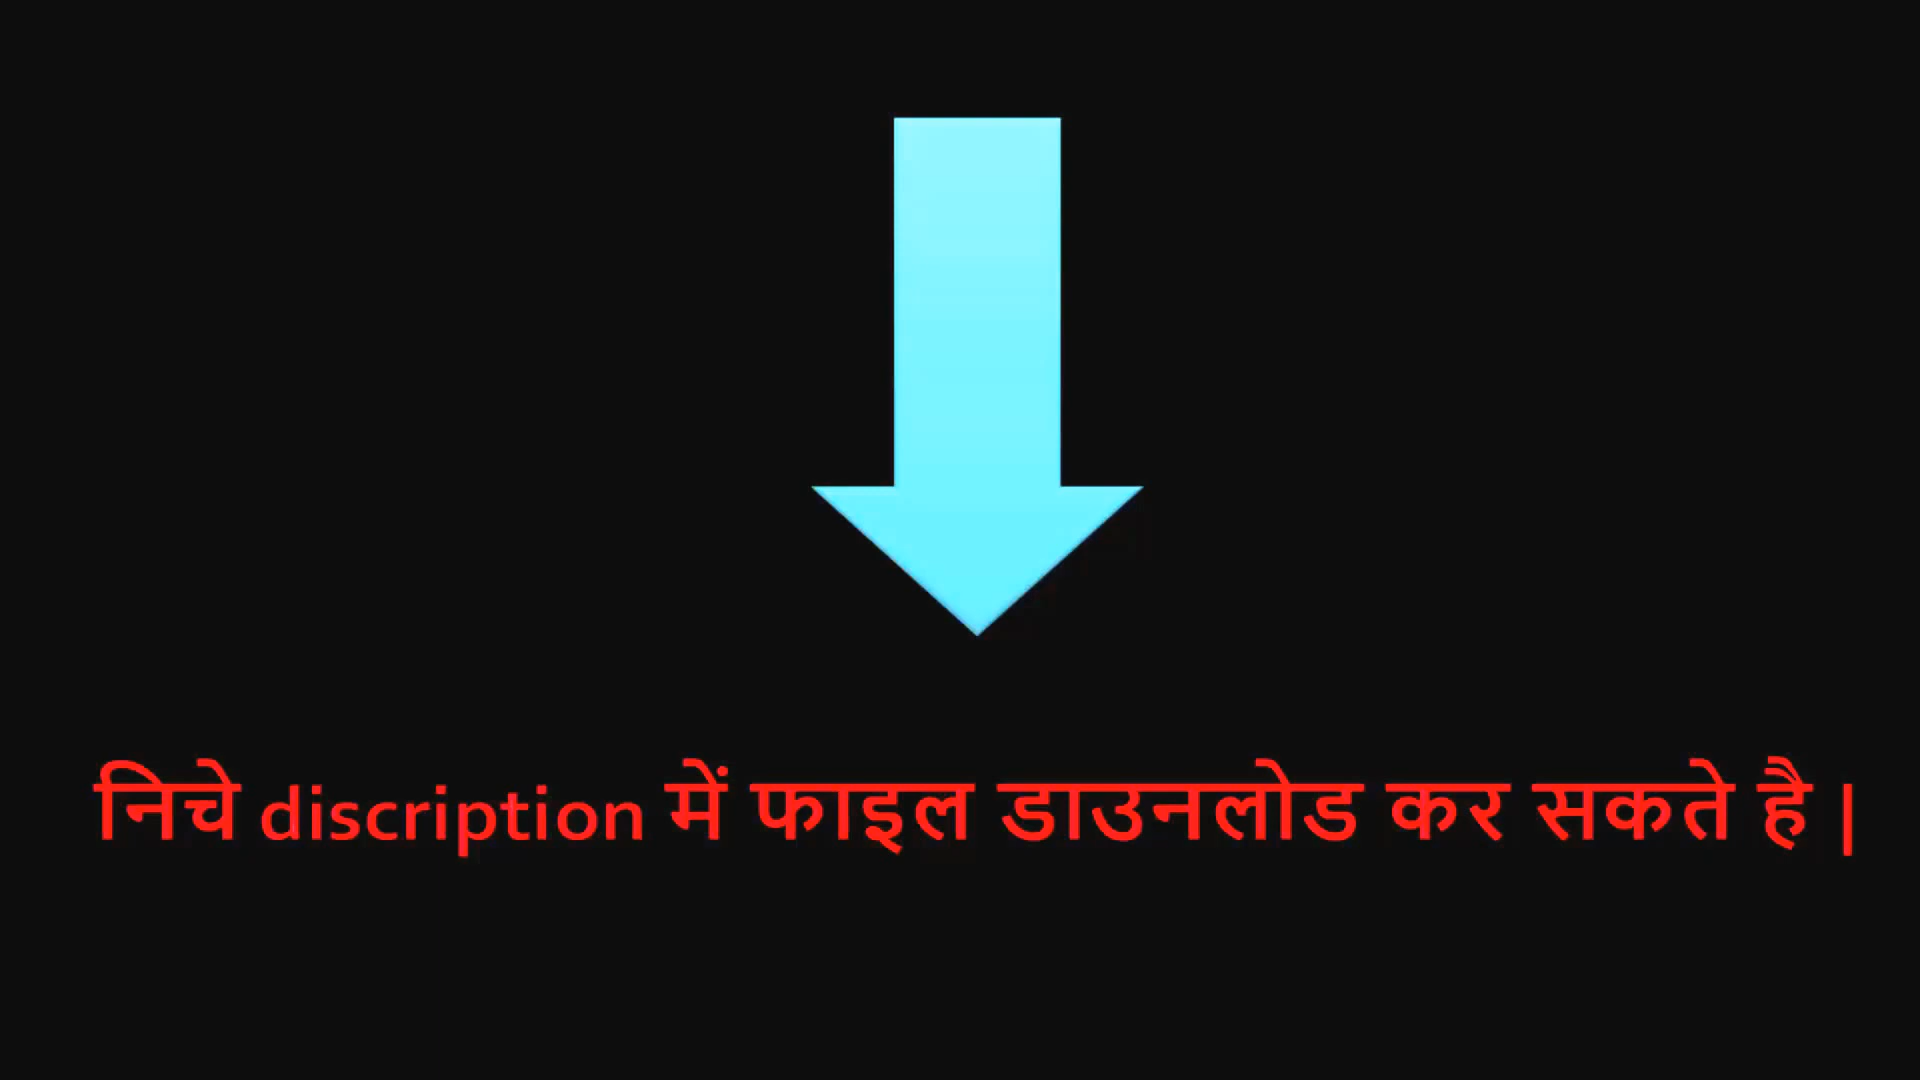 निचे discription में फाइल डाउनलोड कर सकते है |